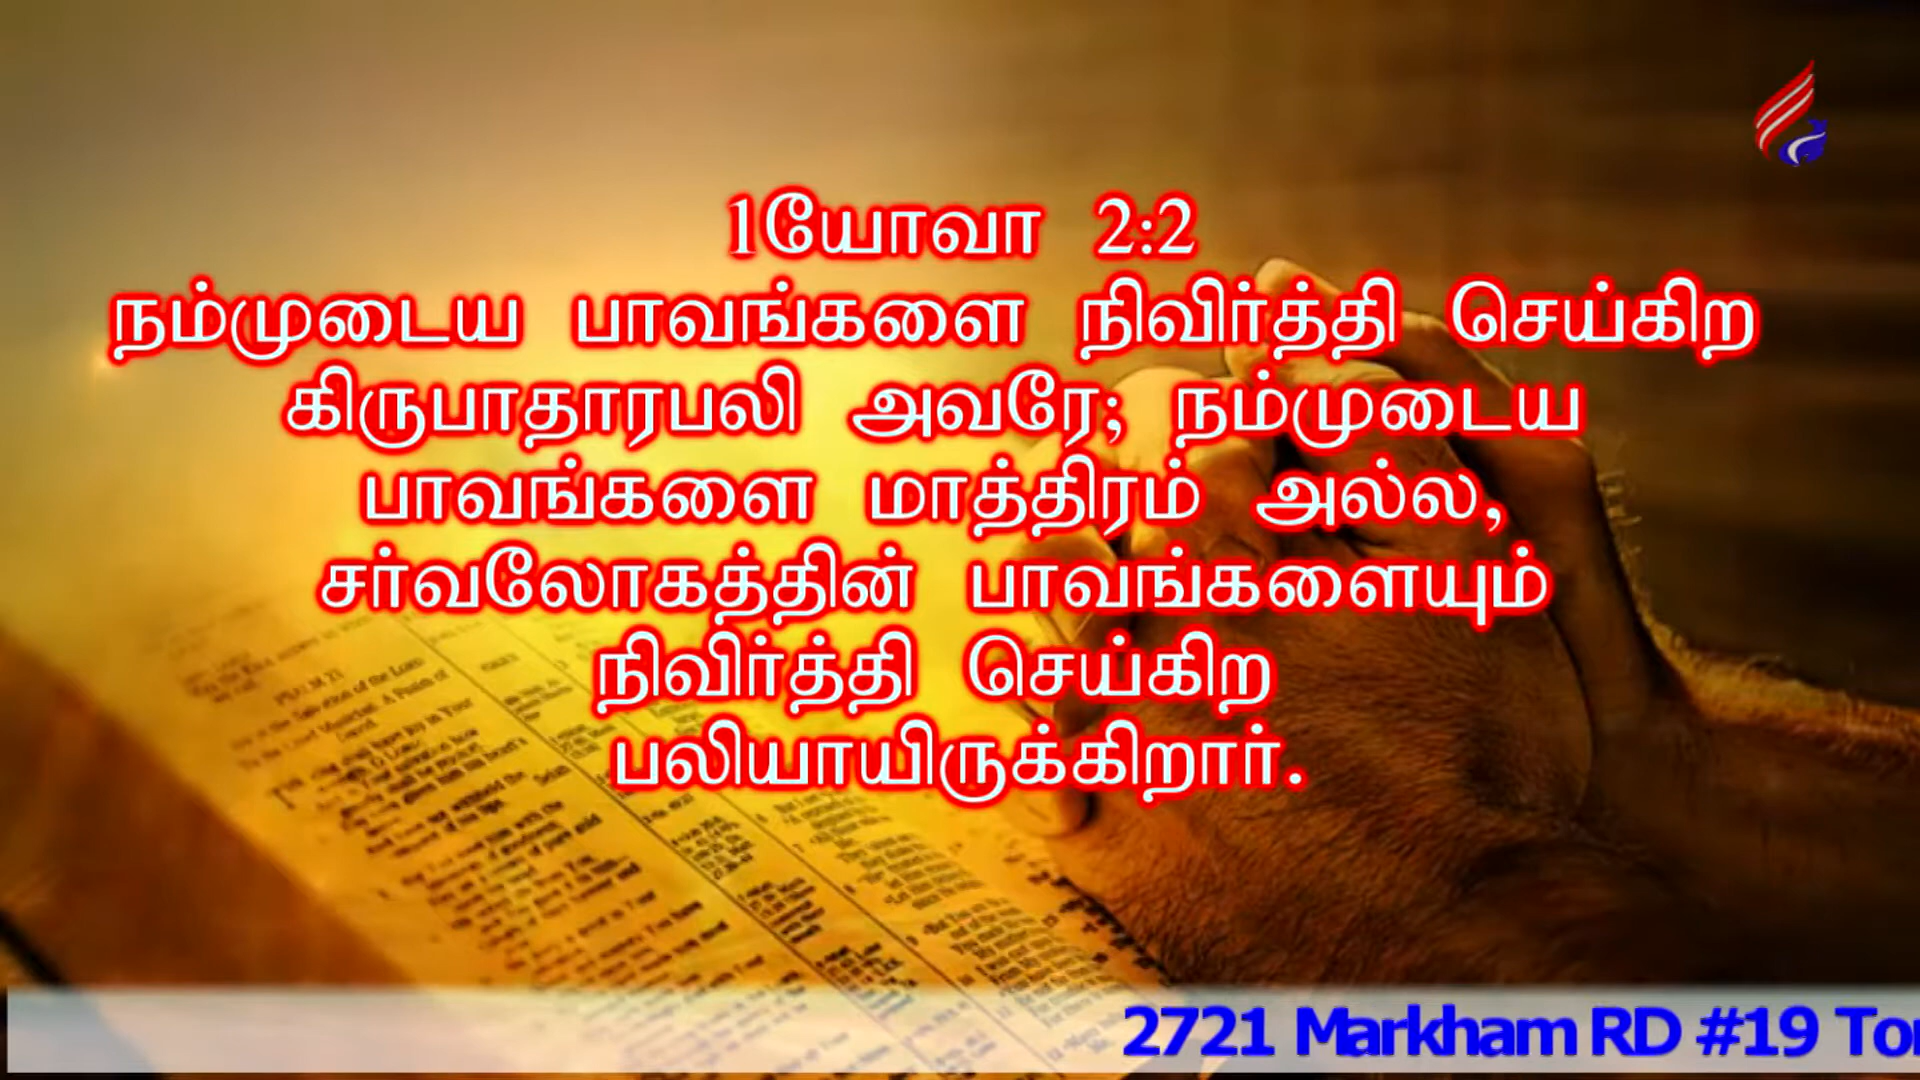 1யோவா 2:2
நம்முடைய பாவங்களை நிவிர்த்தி செய்கிற
கிருபாதாரபலி அவரே; நம்முடைய
பாவங்களை மாத்திரம் அல்ல,
சர்வலோகத்தின் பாவங்களையும்
நிவிர்த்தி செய்கிற
பலியாயிருக்கிறார்.
2721 Markham RD #19